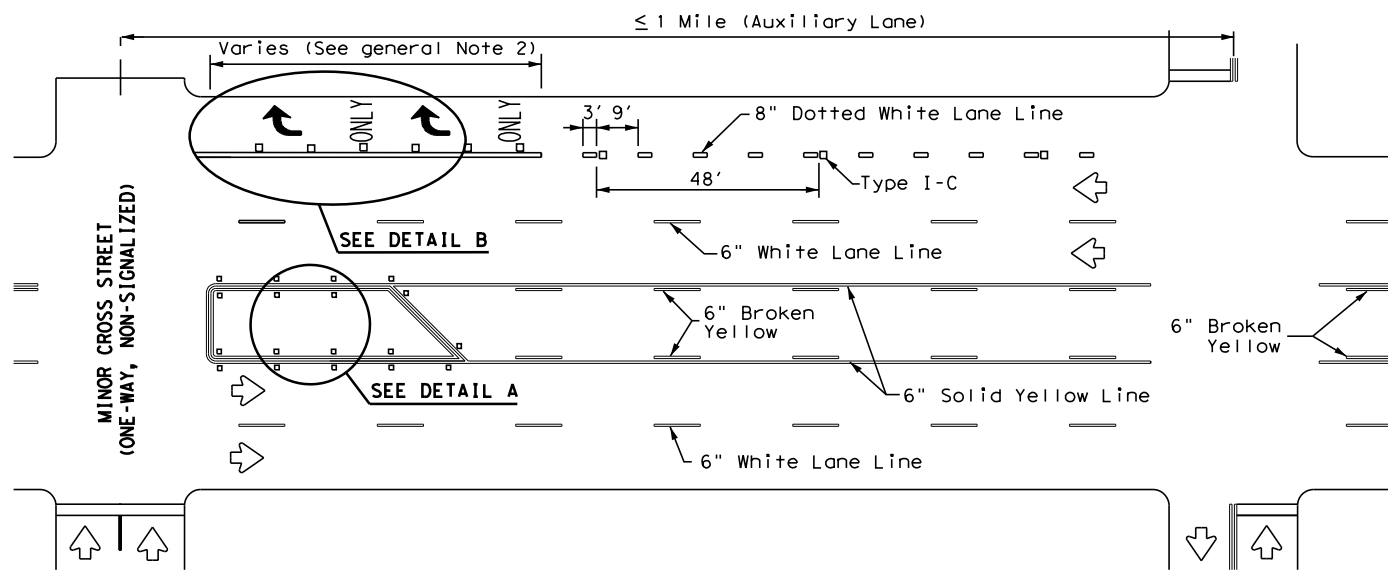 ≤ 1 Mile (Auxiliary Lane)
Varies (See general Note 2)
ONLY
ONLY
3' 9'
8" Dotted White Lane Line
48'
Type I-C
SEE DETAIL B
6" White Lane Line
MINOR CROSS STREET
(ONE-WAY, NON-SIGNALIZED)
6" Broken
Yellow
6" Broken
Yellow
SEE DETAIL A
6" Solid Yellow Line
6" White Lane Line